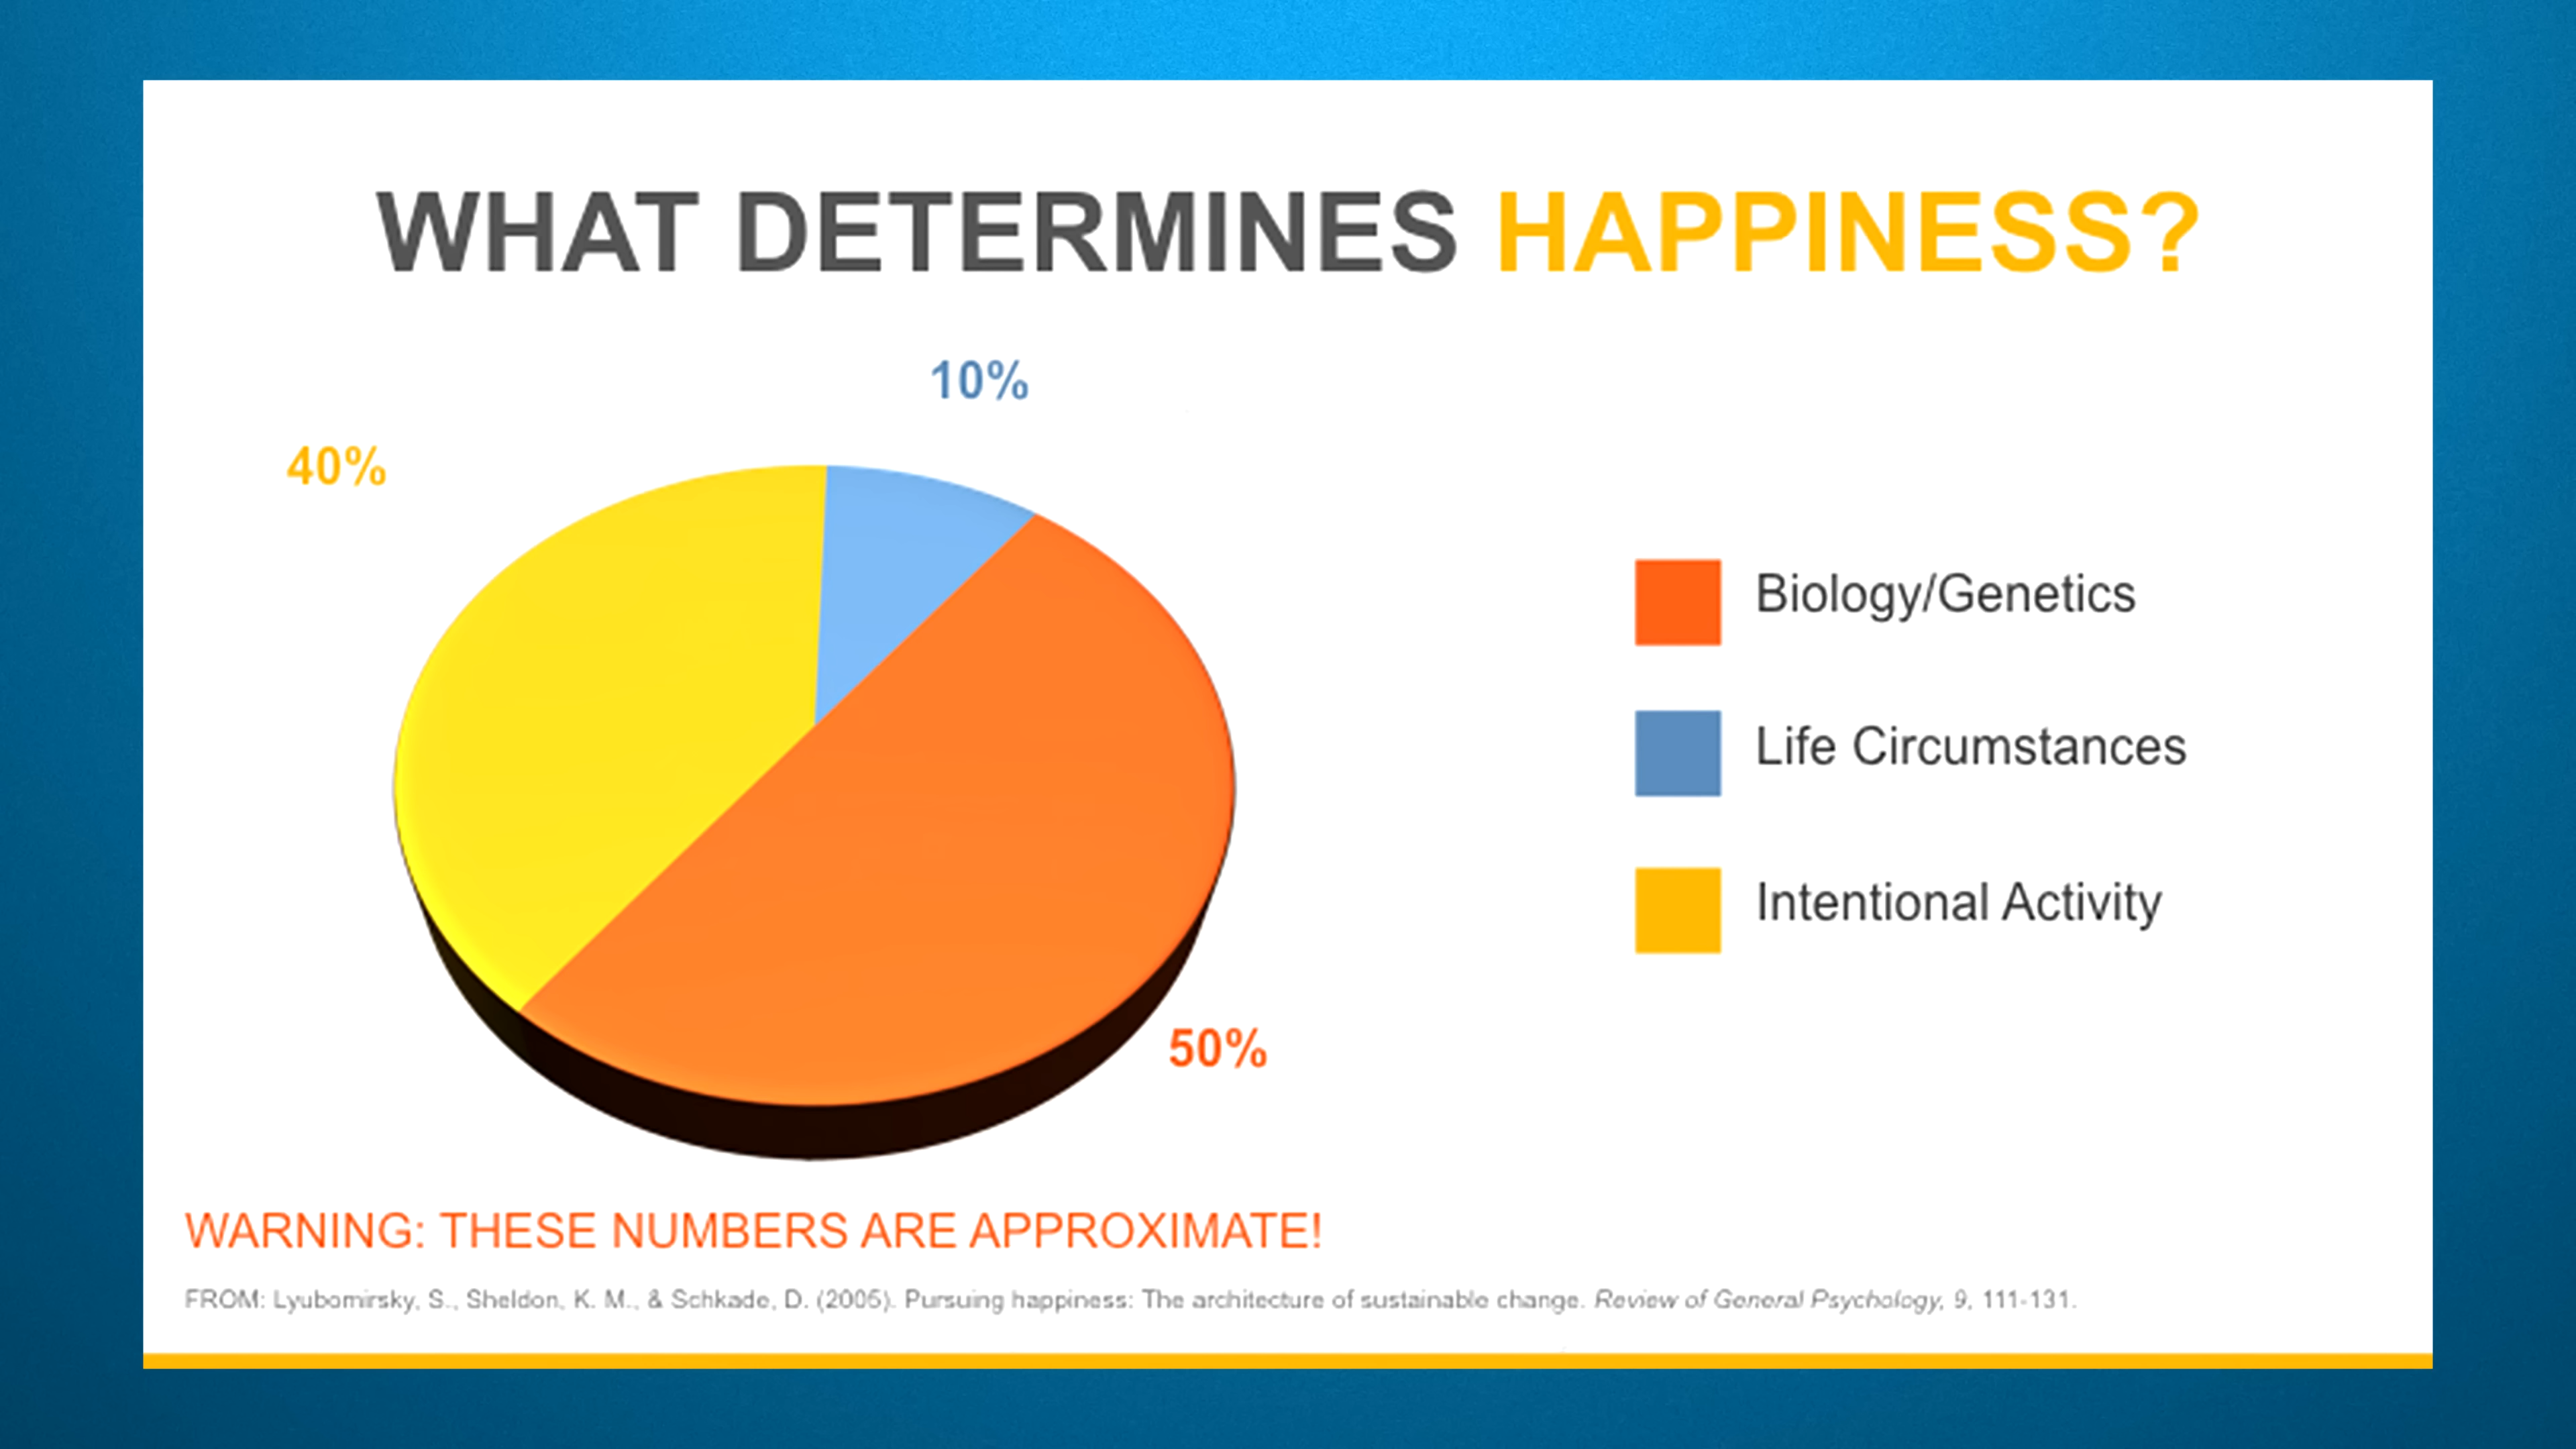 WHAT DETERMINES HAPPINESS?
10%
40%
Biology/Genetics
Life Circumstances
Intentional Activity
50%
WARNING: THESE NUMBERS ARE APPROXIMATE!
FROM: Lyubomirsky, S., Sheldon, K. M., & Schkade, D. (2005). Pursuing happiness: The architecture of sustainable change. Review of General Psychology, 9, 111-131.